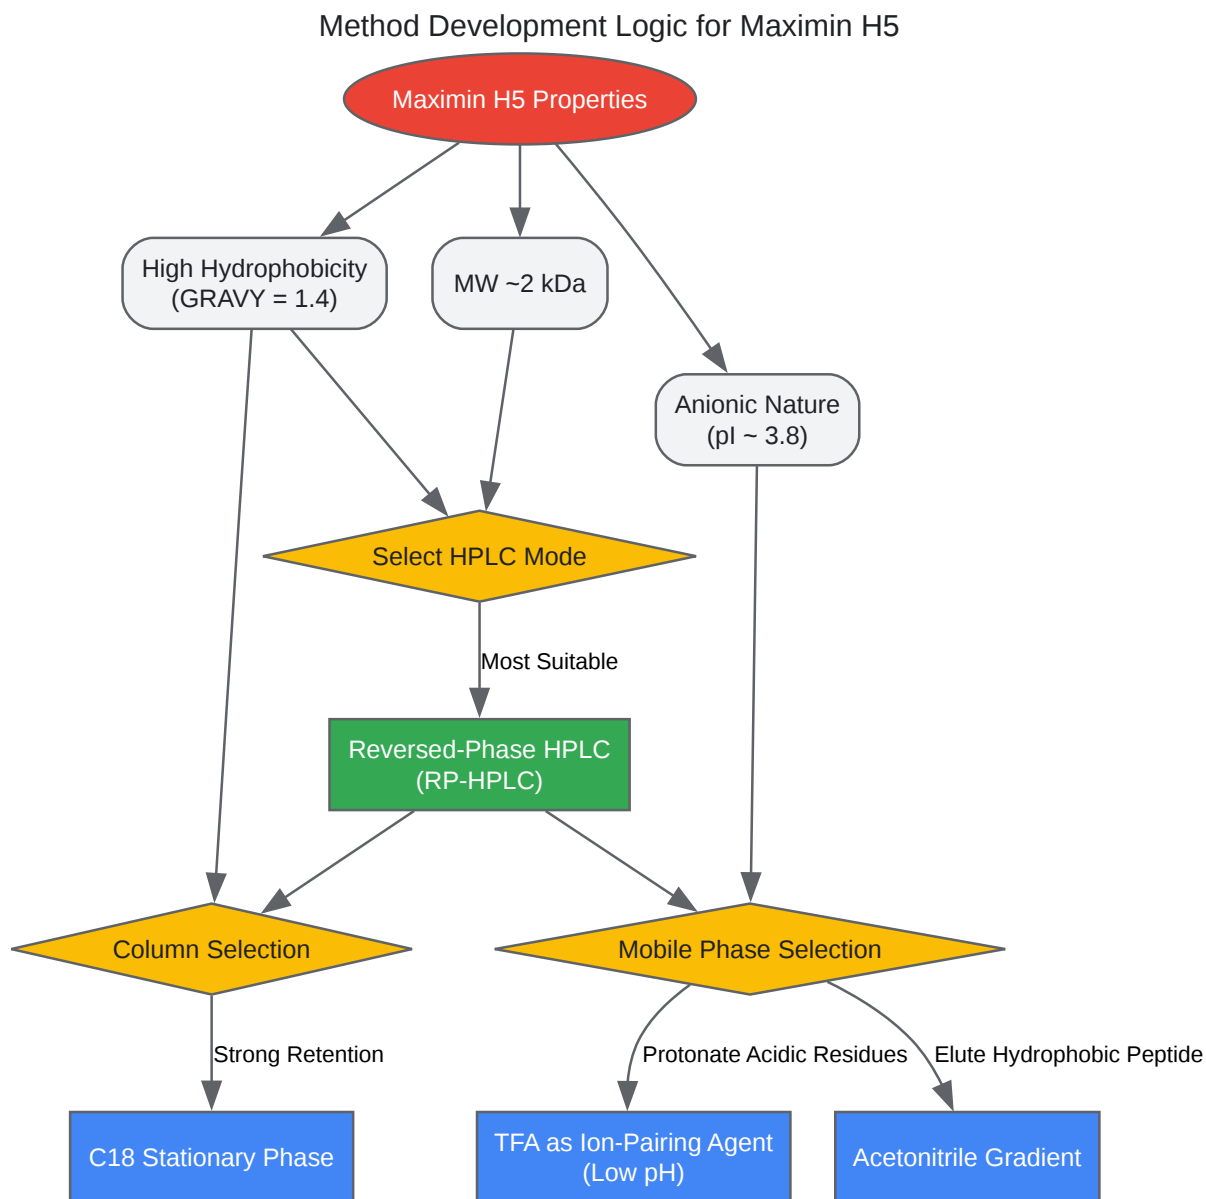 Method Development Logic for Maximin H5
Maximin H5 Properties
High Hydrophobicity
(GRAVY = 1.4)
MW ~2 kDa
Anionic Nature
(pI ~ 3.8)
Select HPLC Mode
Most Suitable
Reversed-Phase HPLC
(RP-HPLC)
Column Selection
Mobile Phase Selection
Strong Retention
Protonate Acidic Residues
Elute Hydrophobic Peptide
C18 Stationary Phase
TFA as Ion-Pairing Agent
(Low pH)
Acetonitrile Gradient